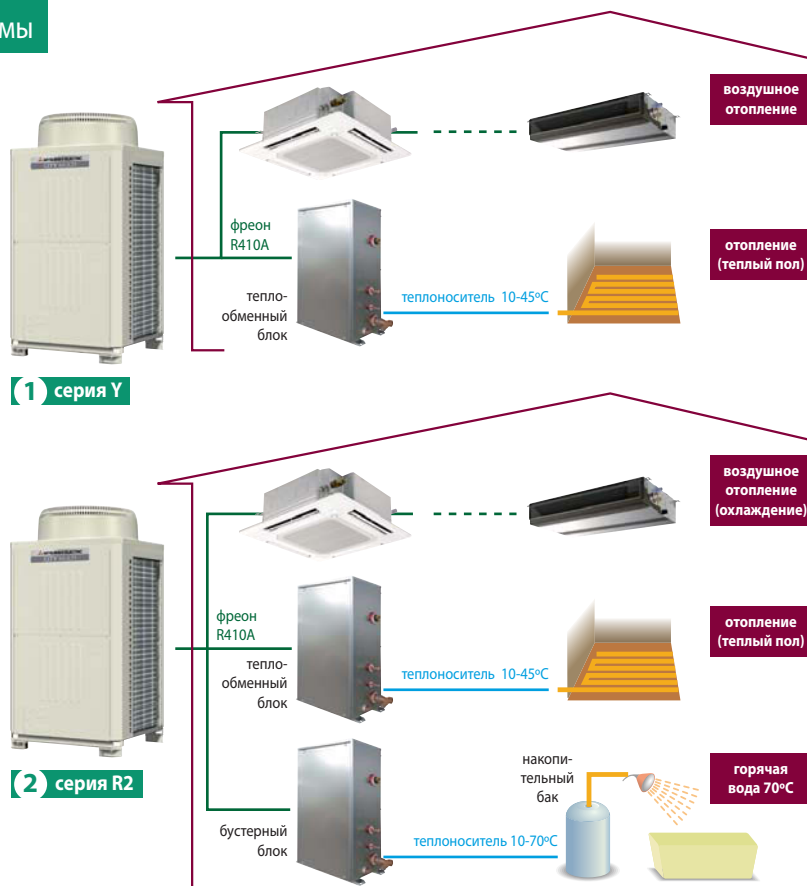 МЫ
воздушное
отопление
фреон
R410A
отопление
(теплый пол)
тепло-
обменный
блок
теплоноситель 10-45ºC
1 серия Y
воздушное
отопление
(охлаждение)
фреон
R410A
отопление
(теплый пол)
тепло-
обменный
блок
теплоноситель 10-45ºC
2 серия R2
накопи-
тельный
бак
горячая
вода 70ºC
бустерный
блок
теплоноситель 10-70ºC